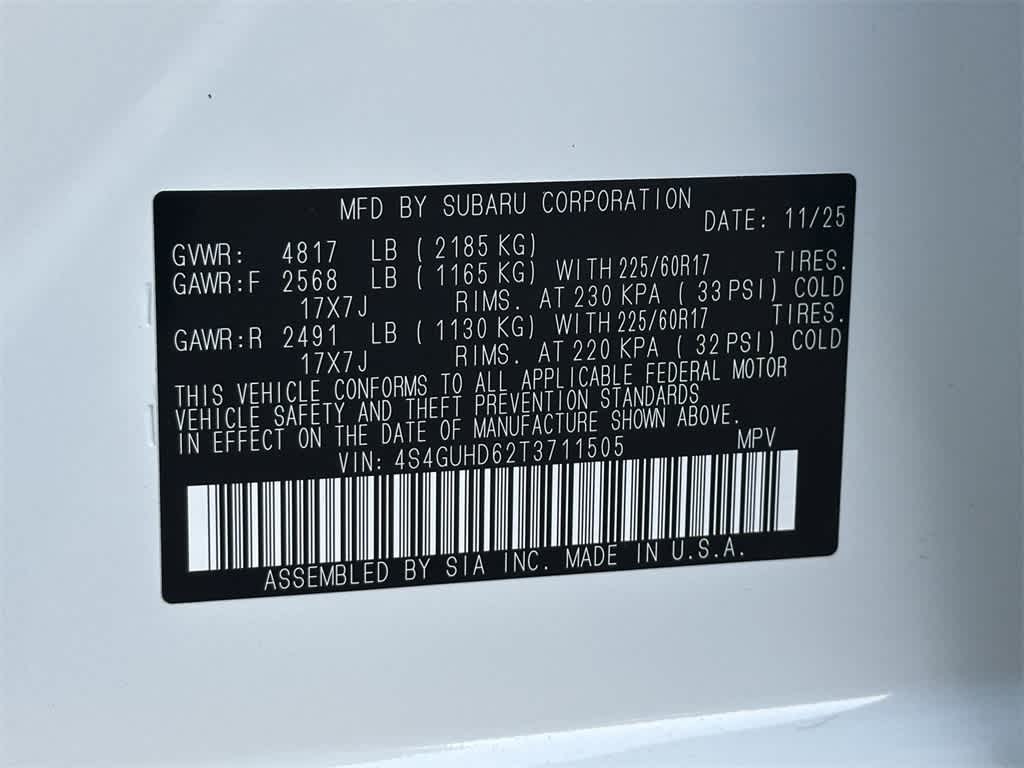 MFD BY SUBARU CORPORATION DATE: 11/25
GVWR: 4817 LB ( 2185 KG)
GAWR:F 2568 LB ( 1165 KG) WITH 225/60R17 TIRES.
17X7J RIMS. AT 230 KPA ( 33 PSI) COLD
GAWR:R 2491 LB ( 1130 KG) WITH 225/60R17 TIRES.
17X7J RIMS. AT 220 KPA ( 32 PSI) COLD
THIS VEHICLE CONFORMS TO ALL APPLICABLE FEDERAL MOTOR
VEHICLE SAFETY AND THEFT PREVENTION STANDARDS
IN EFFECT ON THE DATE OF MANUFACTURE SHOWN ABOVE.
VIN: 4S4GUHD62T3711505 MPV
ASSEMBLED BY SIA INC. MADE IN U.S.A.